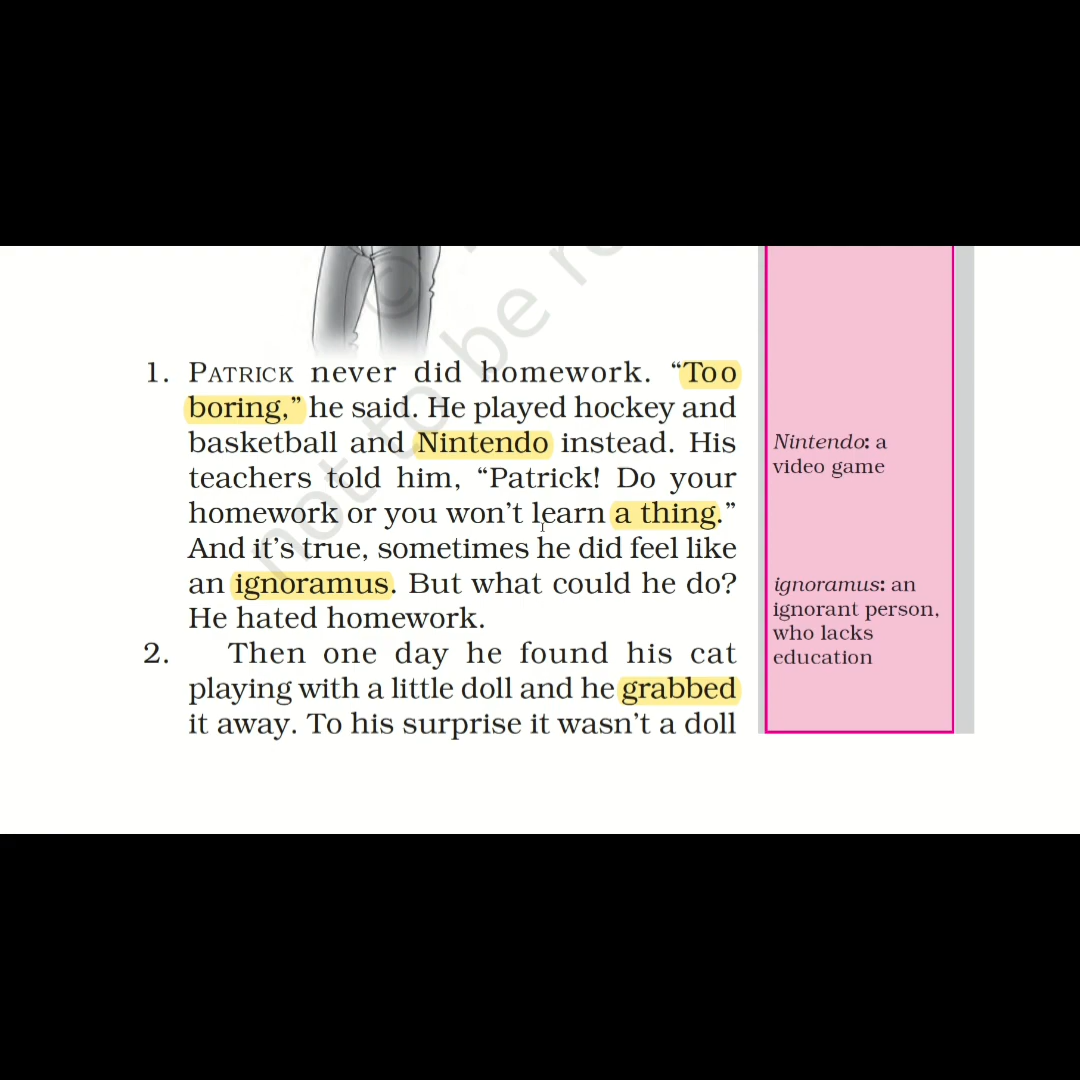 1. PATRICK never did homework. “Too
boring,” he said. He played hockey and
basketball and Nintendo instead. His
teachers told him, “Patrick! Do your
homework or you won’t learn a thing.”
And it’s true, sometimes he did feel like
an ignoramus. But what could he do?
He hated homework.
2. Then one day he found his cat
playing with a little doll and he grabbed
it away. To his surprise it wasn’t a doll
Nintendo: a
video game
ignoramus: an
ignorant person,
who lacks
education
©
not to be